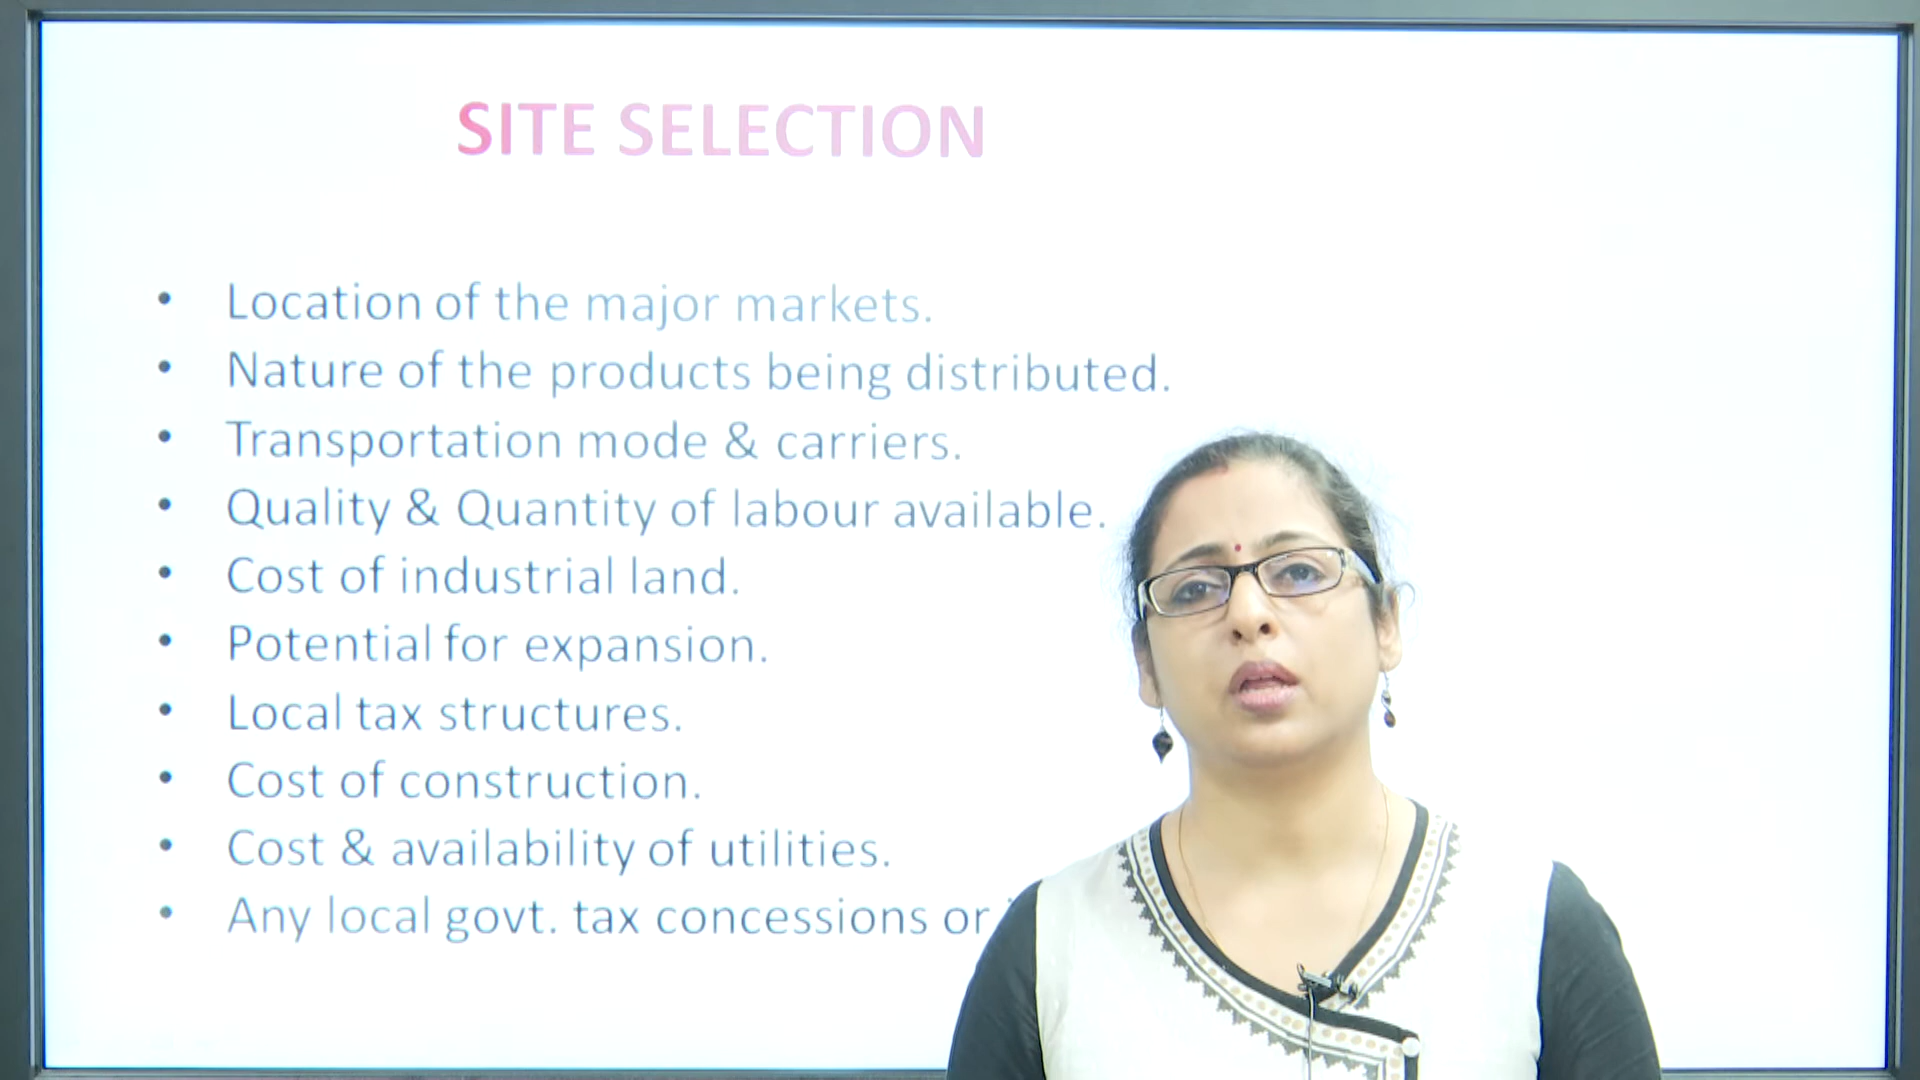 SITE SELECTION
• Location of the major markets.
• Nature of the products being distributed.
• Transportation mode & carriers.
• Quality & Quantity of labour available.
• Cost of industrial land.
• Potential for expansion.
• Local tax structures.
• Cost of construction.
• Cost & availability of utilities.
• Any local govt. tax concessions or